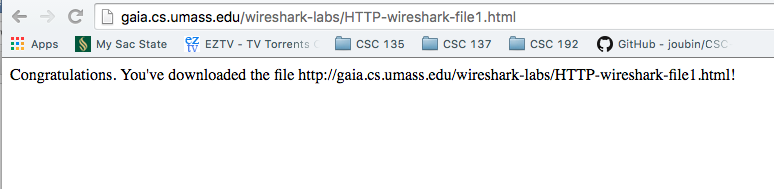 gaia.cs.umass.edu/wireshark-labs/HTTP-wireshark-file1.html
Apps My Sac State EZTV - TV Torrents CSC 135 CSC 137 CSC 192 GitHub - joubin/CSC
Congratulations. You've downloaded the file http://gaia.cs.umass.edu/wireshark-labs/HTTP-wireshark-file1.html!